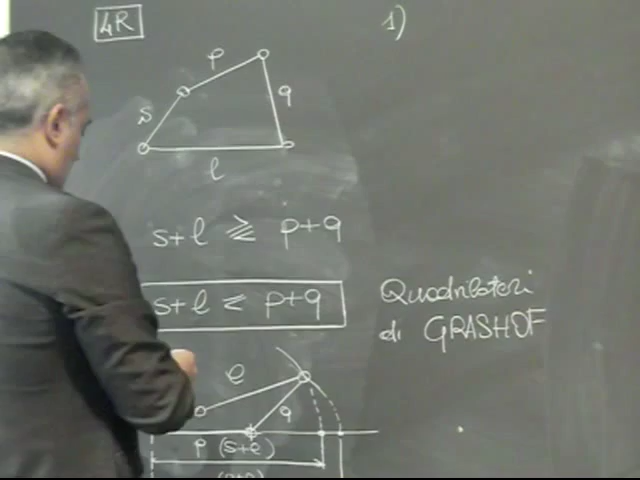 4R
1)
p
s
q
l
s+l ⋛ p+q
s+l ≤ p+q
Quadrilateri
di GRASHOF
l
q
p (s+l)